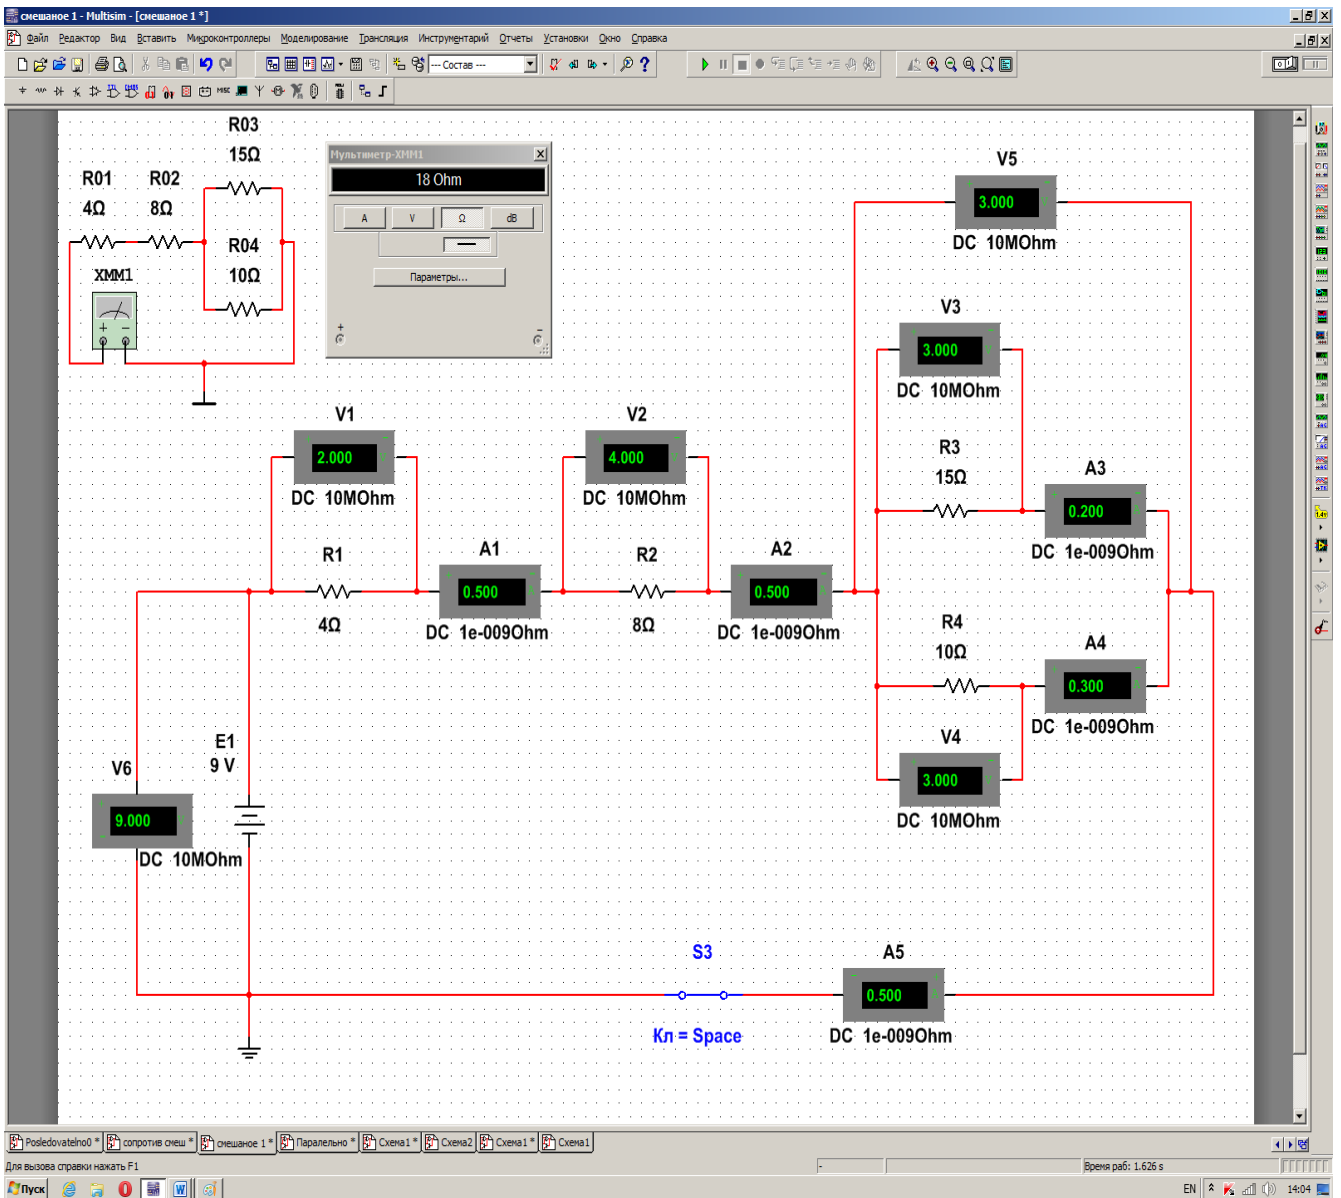 смешаное 1 - Multisim - [смешаное 1 *]
Файл Редактор Вид Вставить Микроконтроллеры Моделирование Трансляция Инструментарий Отчеты Установки Окно Справка
--- Состав ---
R03
15Ω
R01 R02
4Ω 8Ω
R04
10Ω
XMM1
Мультиметр-XMM1
18 Ohm
A V Ω dB
Параметры...
V5
3.000
DC 10MOhm
V3
3.000
DC 10MOhm
V1
2.000
DC 10MOhm
V2
4.000
DC 10MOhm
R3
15Ω
A3
0.200
DC 1e-009Ohm
R1
4Ω
A1
0.500
DC 1e-009Ohm
R2
8Ω
A2
0.500
DC 1e-009Ohm
R4
10Ω
A4
0.300
DC 1e-009Ohm
V4
3.000
DC 10MOhm
E1
9 V
V6
9.000
DC 10MOhm
S3
Кл = Space
A5
0.500
DC 1e-009Ohm
Posledovatelno0 * сопротив смеш * смешаное 1 * Паралельно * Схема1 * Схема2 Схема1 * Схема1
Для вызова справки нажать F1
- Время раб: 1.626 s
Пуск EN 14:04